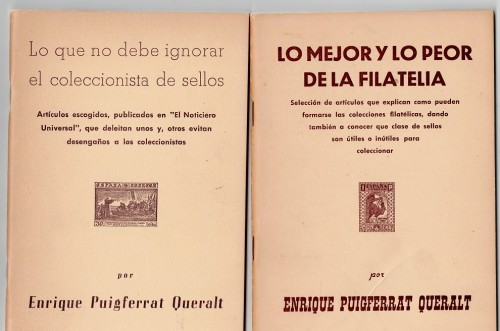 Lo que no debe ignorar
el coleccionista de sellos
Artículos escogidos, publicados en "El Noticiero
Universal", que deleitan unos y, otros evitan
desengaños a los coleccionistas
ESPAÑA
por
Enrique Puigferrat Queralt
LO MEJOR Y LO PEOR
DE LA FILATELIA
Selección de artículos que explican como pueden
formarse las colecciones filatélicas, dando
también a conocer que clase de sellos
son útiles o inútiles para
coleccionar
ESPAÑA
por
ENRIQUE PUIGFERRAT QUERALT